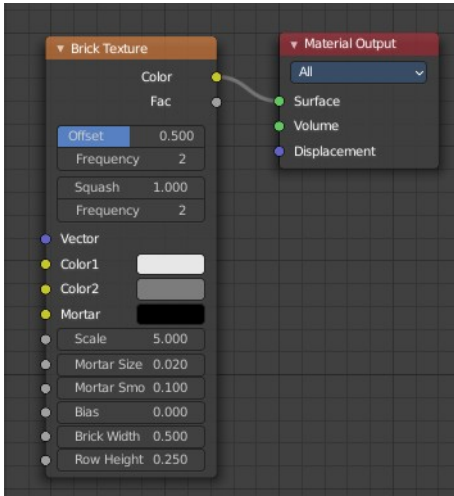 Brick Texture
Color
Fac
Offset 0.500
Frequency 2
Squash 1.000
Frequency 2
Vector
Color1
Color2
Mortar
Scale 5.000
Mortar Size 0.020
Mortar Smo 0.100
Bias 0.000
Brick Width 0.500
Row Height 0.250
Material Output
All
Surface
Volume
Displacement